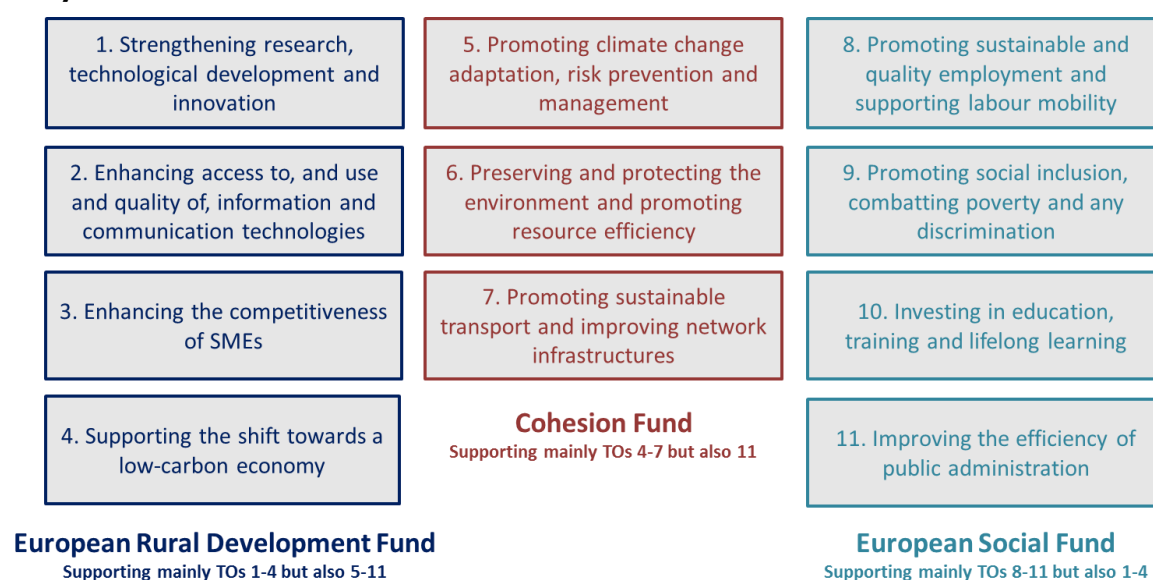 1. Strengthening research,
technological development and
innovation
2. Enhancing access to, and use
and quality of, information and
communication technologies
3. Enhancing the competitiveness
of SMEs
4. Supporting the shift towards a
low-carbon economy
European Rural Development Fund
Supporting mainly TOs 1-4 but also 5-11
5. Promoting climate change
adaptation, risk prevention and
management
6. Preserving and protecting the
environment and promoting
resource efficiency
7. Promoting sustainable
transport and improving network
infrastructures
Cohesion Fund
Supporting mainly TOs 4-7 but also 11
8. Promoting sustainable and
quality employment and
supporting labour mobility
9. Promoting social inclusion,
combatting poverty and any
discrimination
10. Investing in education,
training and lifelong learning
11. Improving the efficiency of
public administration
European Social Fund
Supporting mainly TOs 8-11 but also 1-4